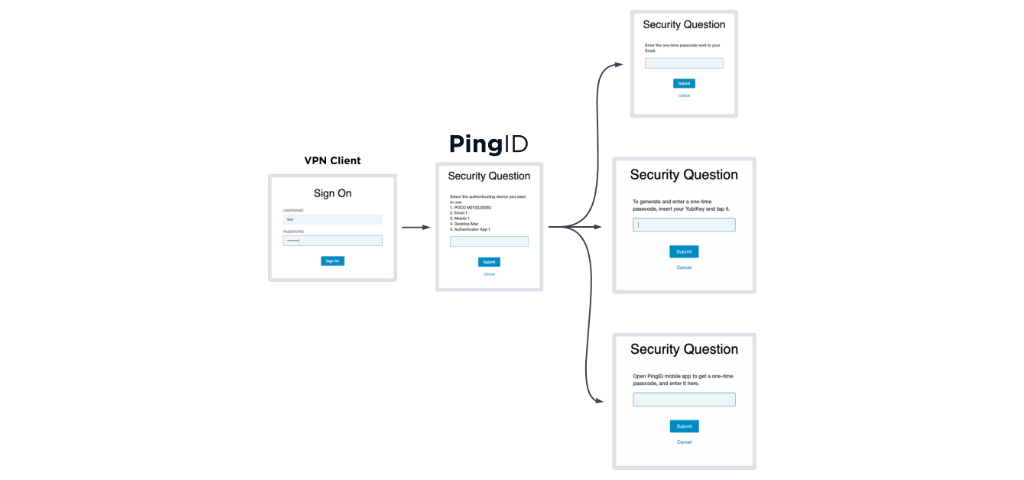 VPN Client
Sign On
USERNAME
PASSWORD
Sign On
PingID
Security Question
Select the authenticating device you want
to use:
2. Email 1
3. Mobile 1
4. Desktop Mac
5. Authenticator App 1
Submit
Cancel
Security Question
Enter the one-time passcode sent to your
Email.
Submit
Cancel
Security Question
To generate and enter a one-time
passcode, insert your YubiKey and tap it.
Submit
Cancel
Security Question
Open PingID mobile app to get a one-time
passcode, and enter it here.
Submit
Cancel